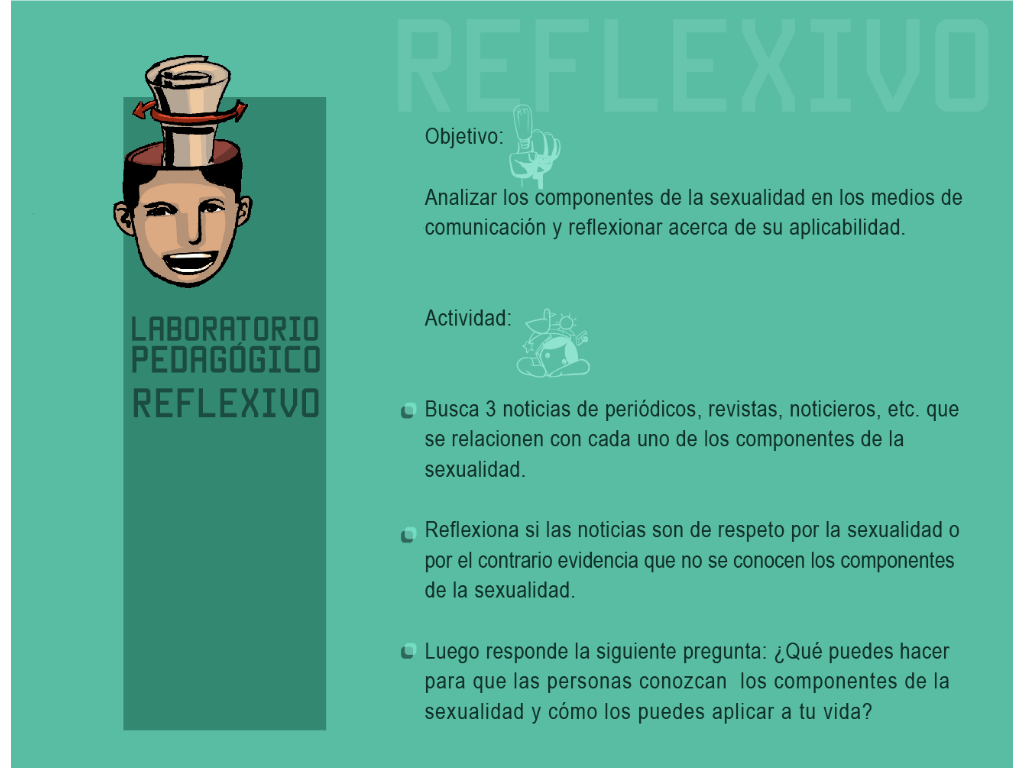 REFLEXIVO
LABORATORIO
PEDAGÓGICO
REFLEXIVO
Objetivo:
Analizar los componentes de la sexualidad en los medios de
comunicación y reflexionar acerca de su aplicabilidad.
Actividad:
Busca 3 noticias de periódicos, revistas, noticieros, etc. que
se relacionen con cada uno de los componentes de la
sexualidad.
Reflexiona si las noticias son de respeto por la sexualidad o
por el contrario evidencia que no se conocen los componentes
de la sexualidad.
Luego responde la siguiente pregunta: ¿Qué puedes hacer
para que las personas conozcan los componentes de la
sexualidad y cómo los puedes aplicar a tu vida?